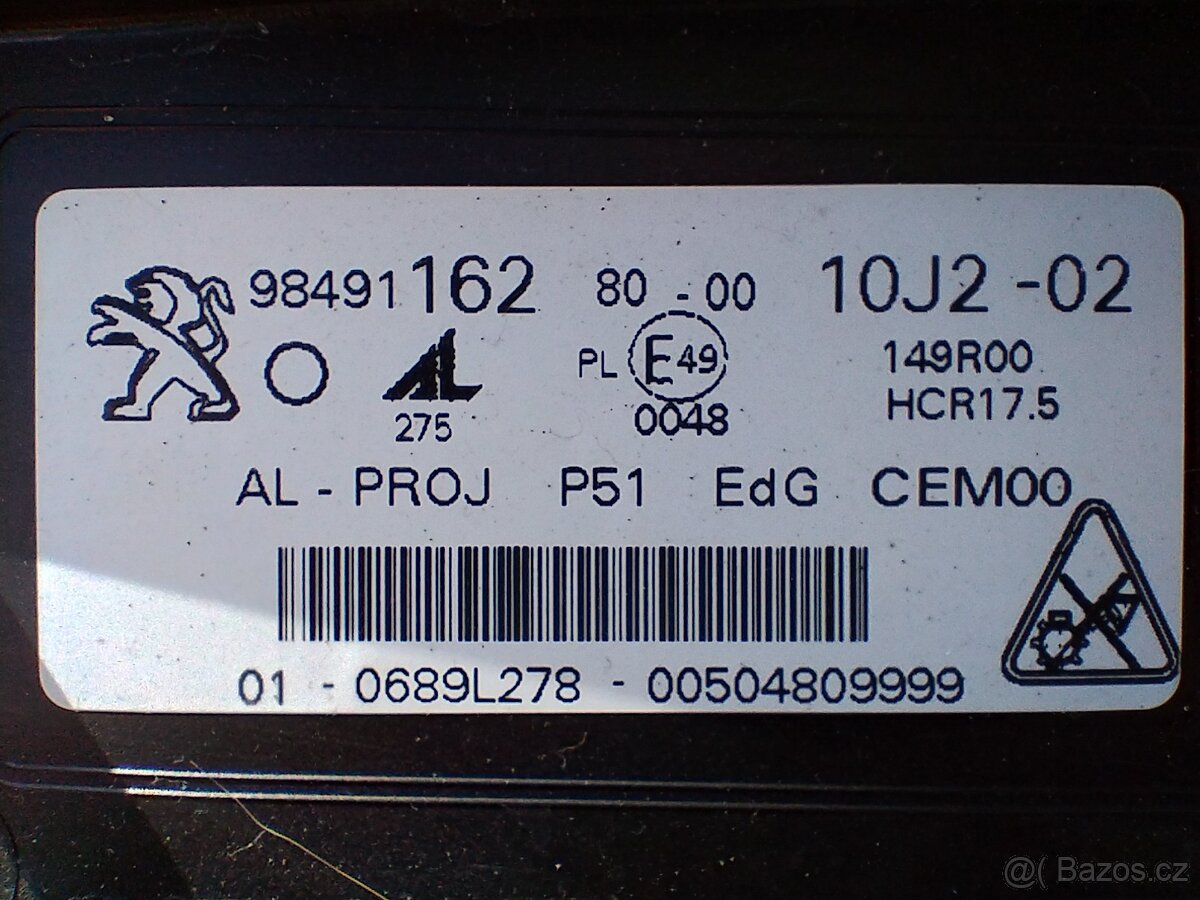 98491162 80 - 00 10J2 -02
AL
275
PL E49
0048
149R00
HCR17.5
AL - PROJ P51 EdG CEM00
01 - 0689L278 - 00504809999
@( Bazos.cz